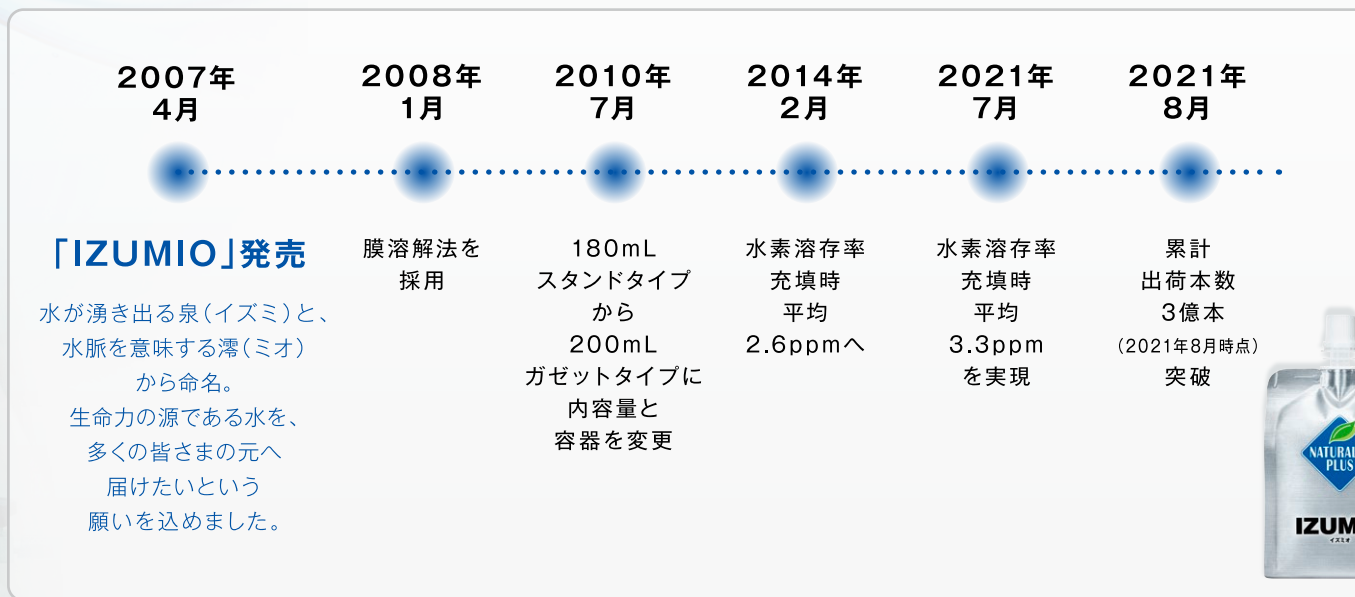 2007年
4月
「IZUMIO」発売
水が湧き出る泉（イズミ）と、
水脈を意味する澪（ミオ）
から命名。
生命力の源である水を、
多くの皆さまの元へ
届けたいという
願いを込めました。
2008年
1月
膜溶解法を
採用
2010年
7月
180mL
スタンドタイプ
から
200mL
ガゼットタイプに
内容量と
容器を変更
2014年
2月
水素溶存率
充填時
平均
2.6ppmへ
2021年
7月
水素溶存率
充填時
平均
3.3ppm
を実現
2021年
8月
累計
出荷本数
3億本
（2021年8月時点）
突破
NATURAL
PLUS
IZUM
イズミオ